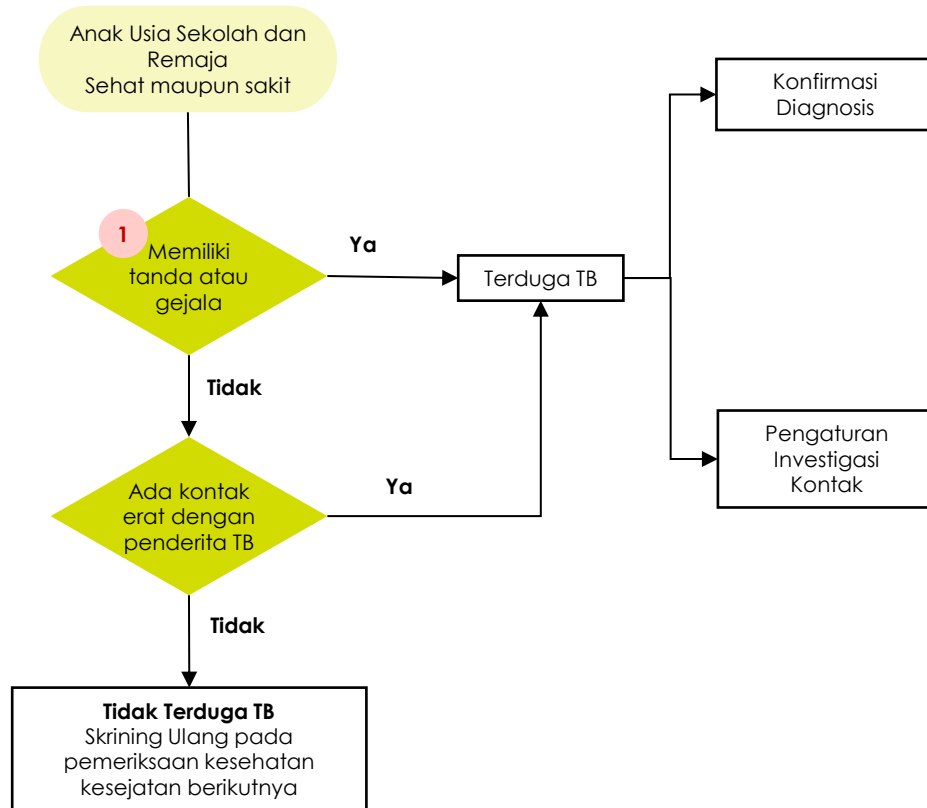 Anak Usia Sekolah dan
Remaja
Sehat maupun sakit
Konfirmasi
Diagnosis
1
Memiliki
tanda atau
gejala
Ya
Terduga TB
Tidak
Pengaturan
Investigasi
Kontak
Ada kontak
erat dengan
penderita TB
Ya
Tidak
Tidak Terduga TB
Skrining Ulang pada
pemeriksaan kesehatan
kesejatan berikutnya